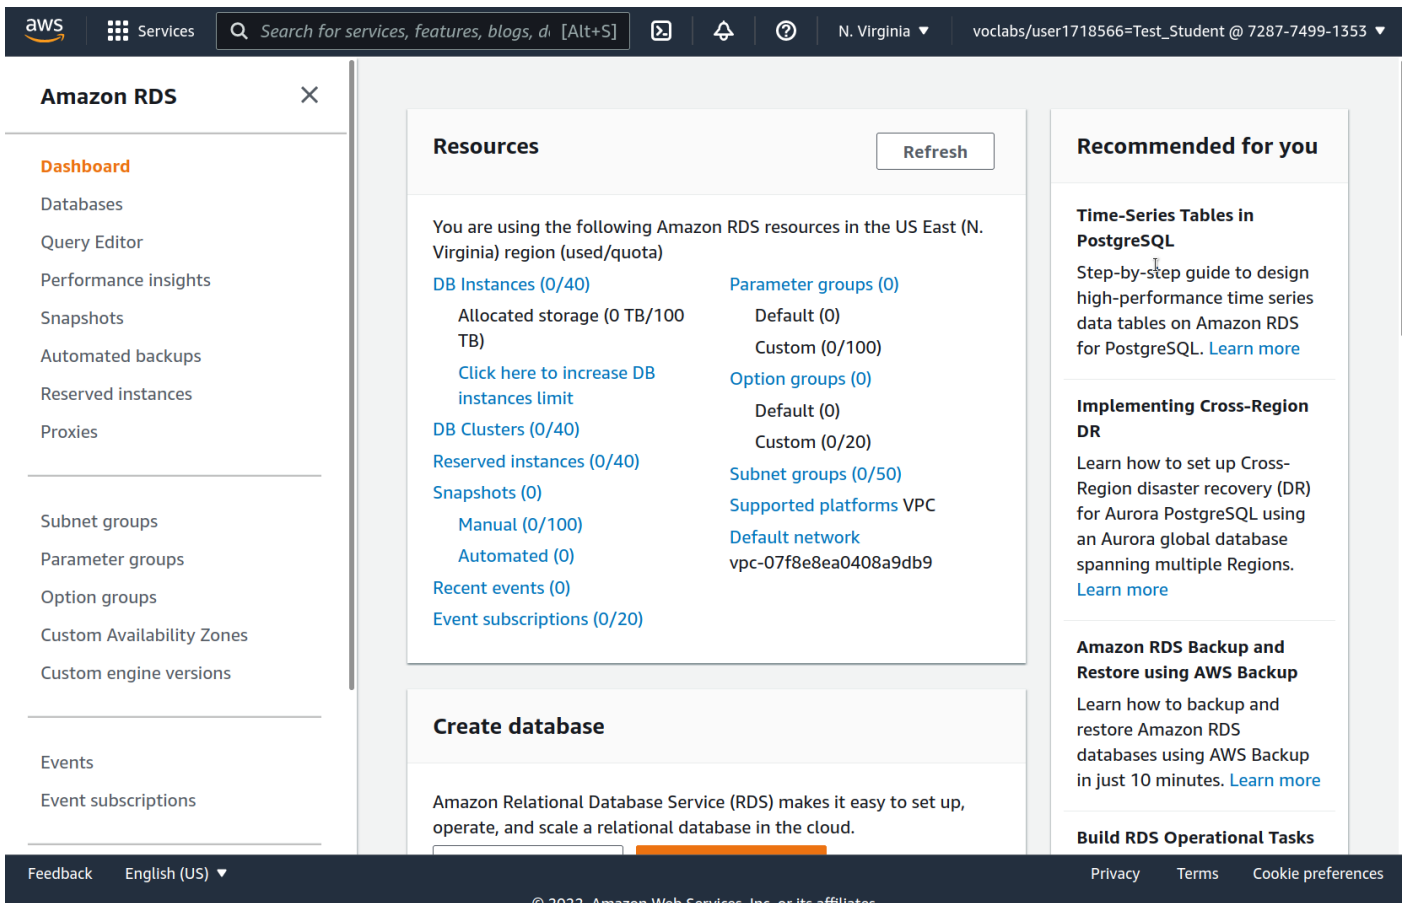 aws
Services
Search for services, features, blogs, d [Alt+S]
N. Virginia ▼
voclabs/user1718566=Test_Student @ 7287-7499-1353 ▼
Amazon RDS
Dashboard
Databases
Query Editor
Performance insights
Snapshots
Automated backups
Reserved instances
Proxies
Subnet groups
Parameter groups
Option groups
Custom Availability Zones
Custom engine versions
Events
Event subscriptions
Resources
Refresh
You are using the following Amazon RDS resources in the US East (N.
Virginia) region (used/quota)
DB Instances (0/40)
Allocated storage (0 TB/100
TB)
Click here to increase DB
instances limit
DB Clusters (0/40)
Reserved instances (0/40)
Snapshots (0)
Manual (0/100)
Automated (0)
Recent events (0)
Event subscriptions (0/20)
Parameter groups (0)
Default (0)
Custom (0/100)
Option groups (0)
Default (0)
Custom (0/20)
Subnet groups (0/50)
Supported platforms VPC
Default network
vpc-07f8e8ea0408a9db9
Create database
Amazon Relational Database Service (RDS) makes it easy to set up,
operate, and scale a relational database in the cloud.
Recommended for you
Time-Series Tables in
PostgreSQL
Step-by-step guide to design
high-performance time series
data tables on Amazon RDS
for PostgreSQL. Learn more
Implementing Cross-Region
DR
Learn how to set up Cross-
Region disaster recovery (DR)
for Aurora PostgreSQL using
an Aurora global database
spanning multiple Regions.
Learn more
Amazon RDS Backup and
Restore using AWS Backup
Learn how to backup and
restore Amazon RDS
databases using AWS Backup
in just 10 minutes. Learn more
Build RDS Operational Tasks
Feedback
English (US) ▼
Privacy
Terms
Cookie preferences
© 2022, Amazon Web Services, Inc. or its affiliates.